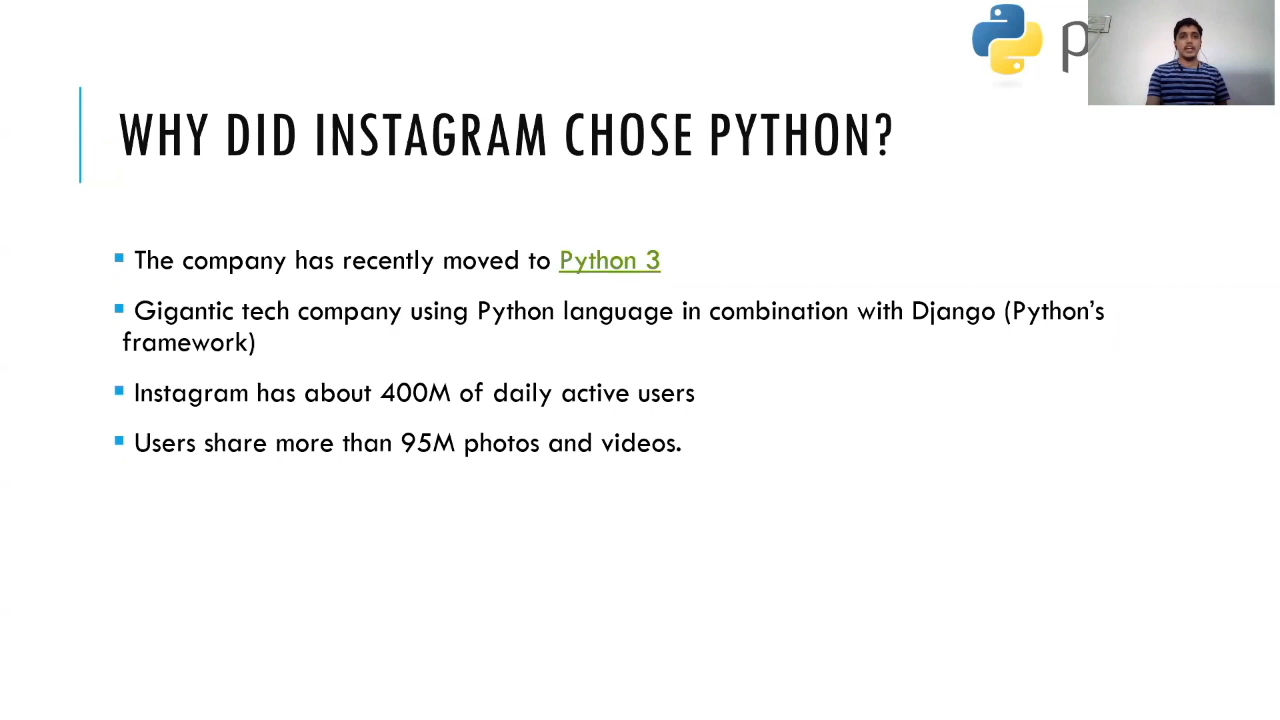 WHY DID INSTAGRAM CHOSE PYTHON?
The company has recently moved to Python 3
Gigantic tech company using Python language in combination with Django (Python's
framework)
Instagram has about 400M of daily active users
Users share more than 95M photos and videos.